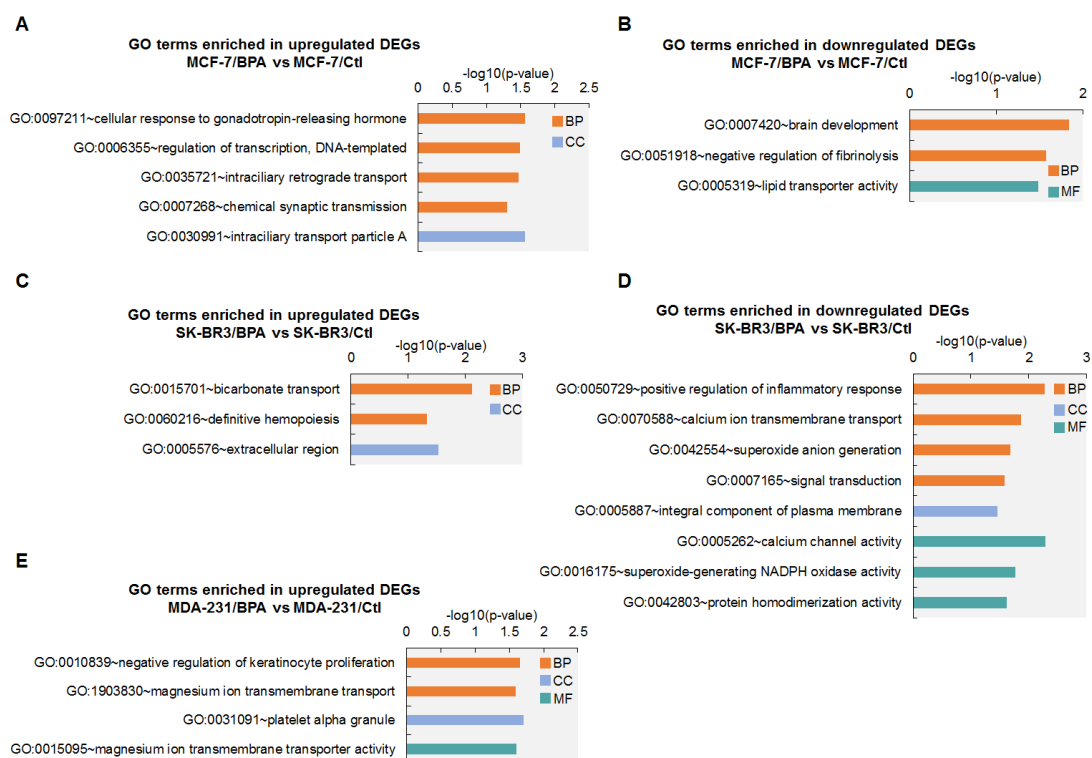 A
GO terms enriched in upregulated DEGs
MCF-7/BPA vs MCF-7/Ctl
-log10(p-value)
0 0.5 1 1.5 2 2.5
GO:0097211~cellular response to gonadotropin-releasing hormone
GO:0006355~regulation of transcription, DNA-templated
GO:0035721~intraciliary retrograde transport
GO:0007268~chemical synaptic transmission
GO:0030991~intraciliary transport particle A
BP
CC
B
GO terms enriched in downregulated DEGs
MCF-7/BPA vs MCF-7/Ctl
-log10(p-value)
0 1 2
GO:0007420~brain development
GO:0051918~negative regulation of fibrinolysis
GO:0005319~lipid transporter activity
BP
MF
C
GO terms enriched in upregulated DEGs
SK-BR3/BPA vs SK-BR3/Ctl
-log10(p-value)
0 1 2 3
GO:0015701~bicarbonate transport
GO:0060216~definitive hemopoiesis
GO:0005576~extracellular region
BP
CC
D
GO terms enriched in downregulated DEGs
SK-BR3/BPA vs SK-BR3/Ctl
-log10(p-value)
0 1 2 3
GO:0050729~positive regulation of inflammatory response
GO:0070588~calcium ion transmembrane transport
GO:0042554~superoxide anion generation
GO:0007165~signal transduction
GO:0005887~integral component of plasma membrane
GO:0005262~calcium channel activity
GO:0016175~superoxide-generating NADPH oxidase activity
GO:0042803~protein homodimerization activity
BP
CC
MF
E
GO terms enriched in upregulated DEGs
MDA-231/BPA vs MDA-231/Ctl
-log10(p-value)
0 0.5 1 1.5 2 2.5
GO:0010839~negative regulation of keratinocyte proliferation
GO:1903830~magnesium ion transmembrane transport
GO:0031091~platelet alpha granule
GO:0015095~magnesium ion transmembrane transporter activity
BP
CC
MF